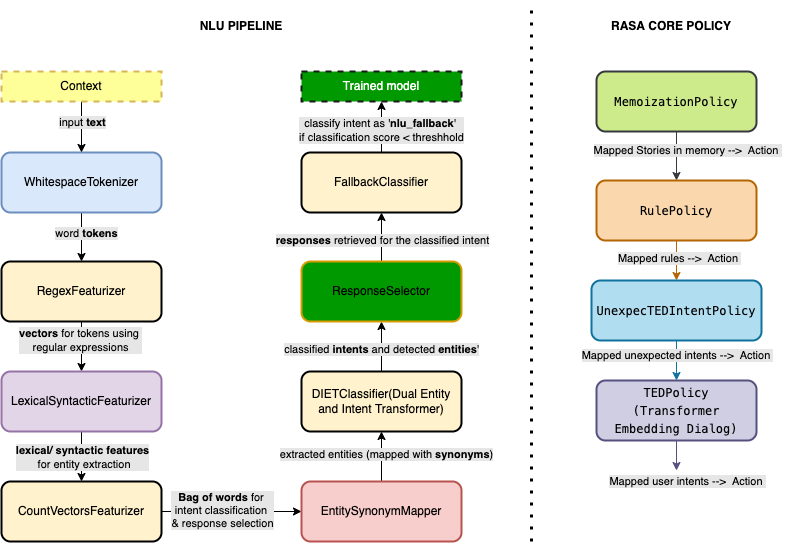 NLU PIPELINE
Context
input text
WhitespaceTokenizer
word tokens
RegexFeaturizer
vectors for tokens using
regular expressions
LexicalSyntacticFeaturizer
lexical/ syntactic features
for entity extraction
CountVectorsFeaturizer
Bag of words for
intent classification
& response selection
EntitySynonymMapper
extracted entities (mapped with synonyms)
DIETClassifier(Dual Entity
and Intent Transformer)
classified intents and detected entities'
ResponseSelector
responses retrieved for the classified intent
FallbackClassifier
classify intent as 'nlu_fallback'
if classification score < threshhold
Trained model
RASA CORE POLICY
MemoizationPolicy
Mapped Stories in memory --> Action
RulePolicy
Mapped rules --> Action
UnexpecTEDIntentPolicy
Mapped unexpected intents --> Action
TEDPolicy
(Transformer
Embedding Dialog)
Mapped user intents --> Action